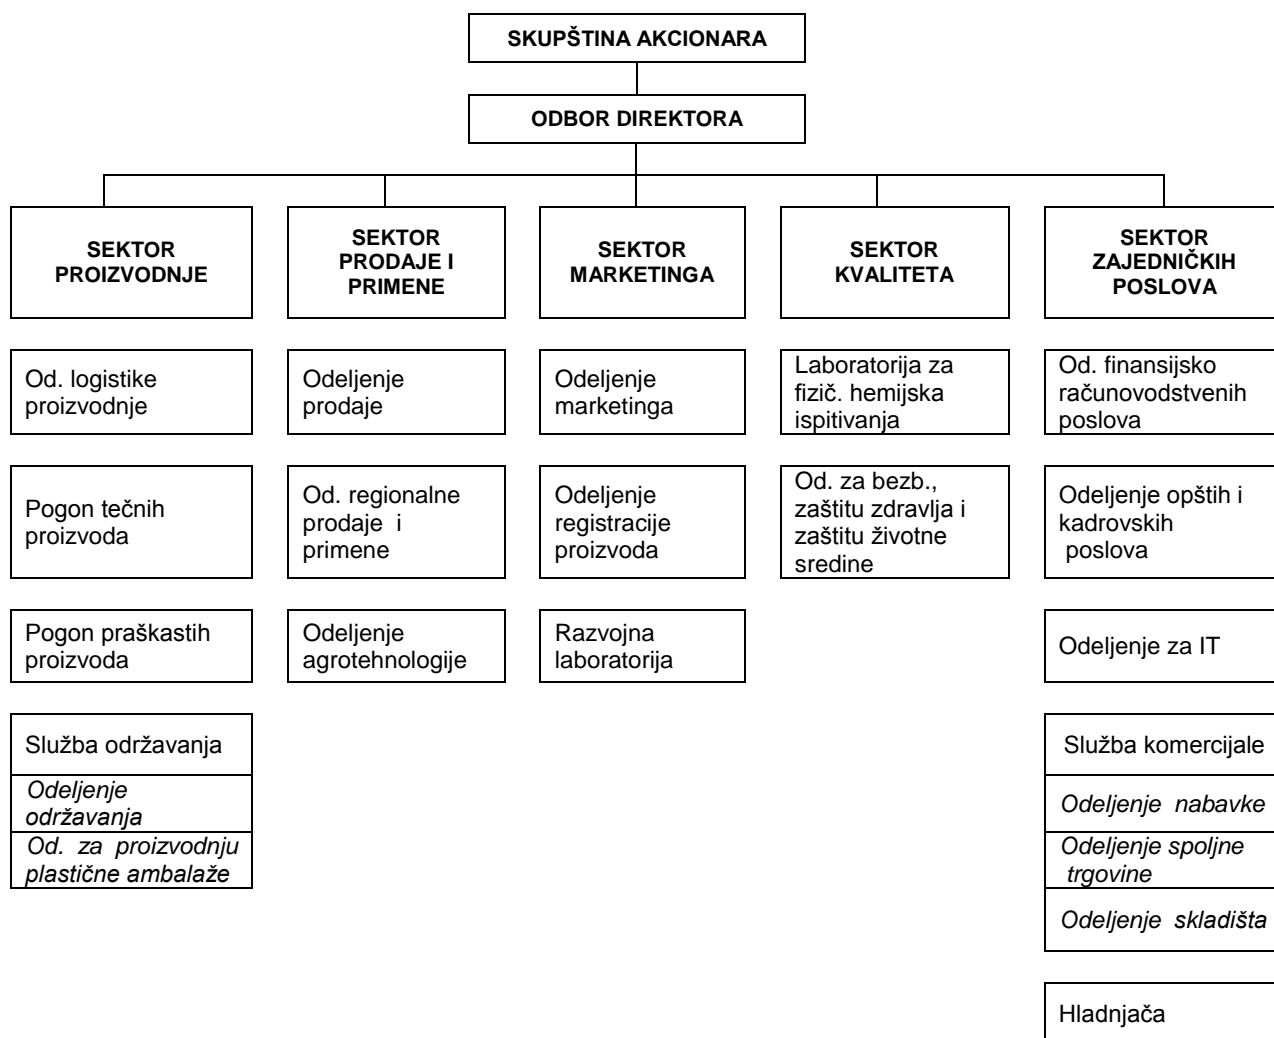 SKUPŠTINA AKCIONARA
ODBOR DIREKTORA
SEKTOR
PROIZVODNJE
SEKTOR
PRODAJE I
PRIMENE
SEKTOR
MARKETINGA
SEKTOR
KVALITETA
SEKTOR
ZAJEDNIČKIH
POSLOVA
Od. logistike
proizvodnje
Odeljenje
prodaje
Odeljenje
marketinga
Laboratorija za
fizič. hemijska
ispitivanja
Od. finansijsko
računovodstvenih
poslova
Pogon tečnih
proizvoda
Od. regionalne
prodaje i
primene
Odeljenje
registracije
proizvoda
Od. za bezb.,
zaštitu zdravlja i
zaštitu životne
sredine
Odeljenje opštih i
kadrovskih
poslova
Pogon praškastih
proizvoda
Odeljenje
agrotehnologije
Razvojna
laboratorija
Odeljenje za IT
Služba održavanja
Odeljenje
održavanja
Od. za proizvodnju
plastične ambalaže
Služba komercijale
Odeljenje nabavke
Odeljenje spoljne
trgovine
Odeljenje skladišta
Hladnjača